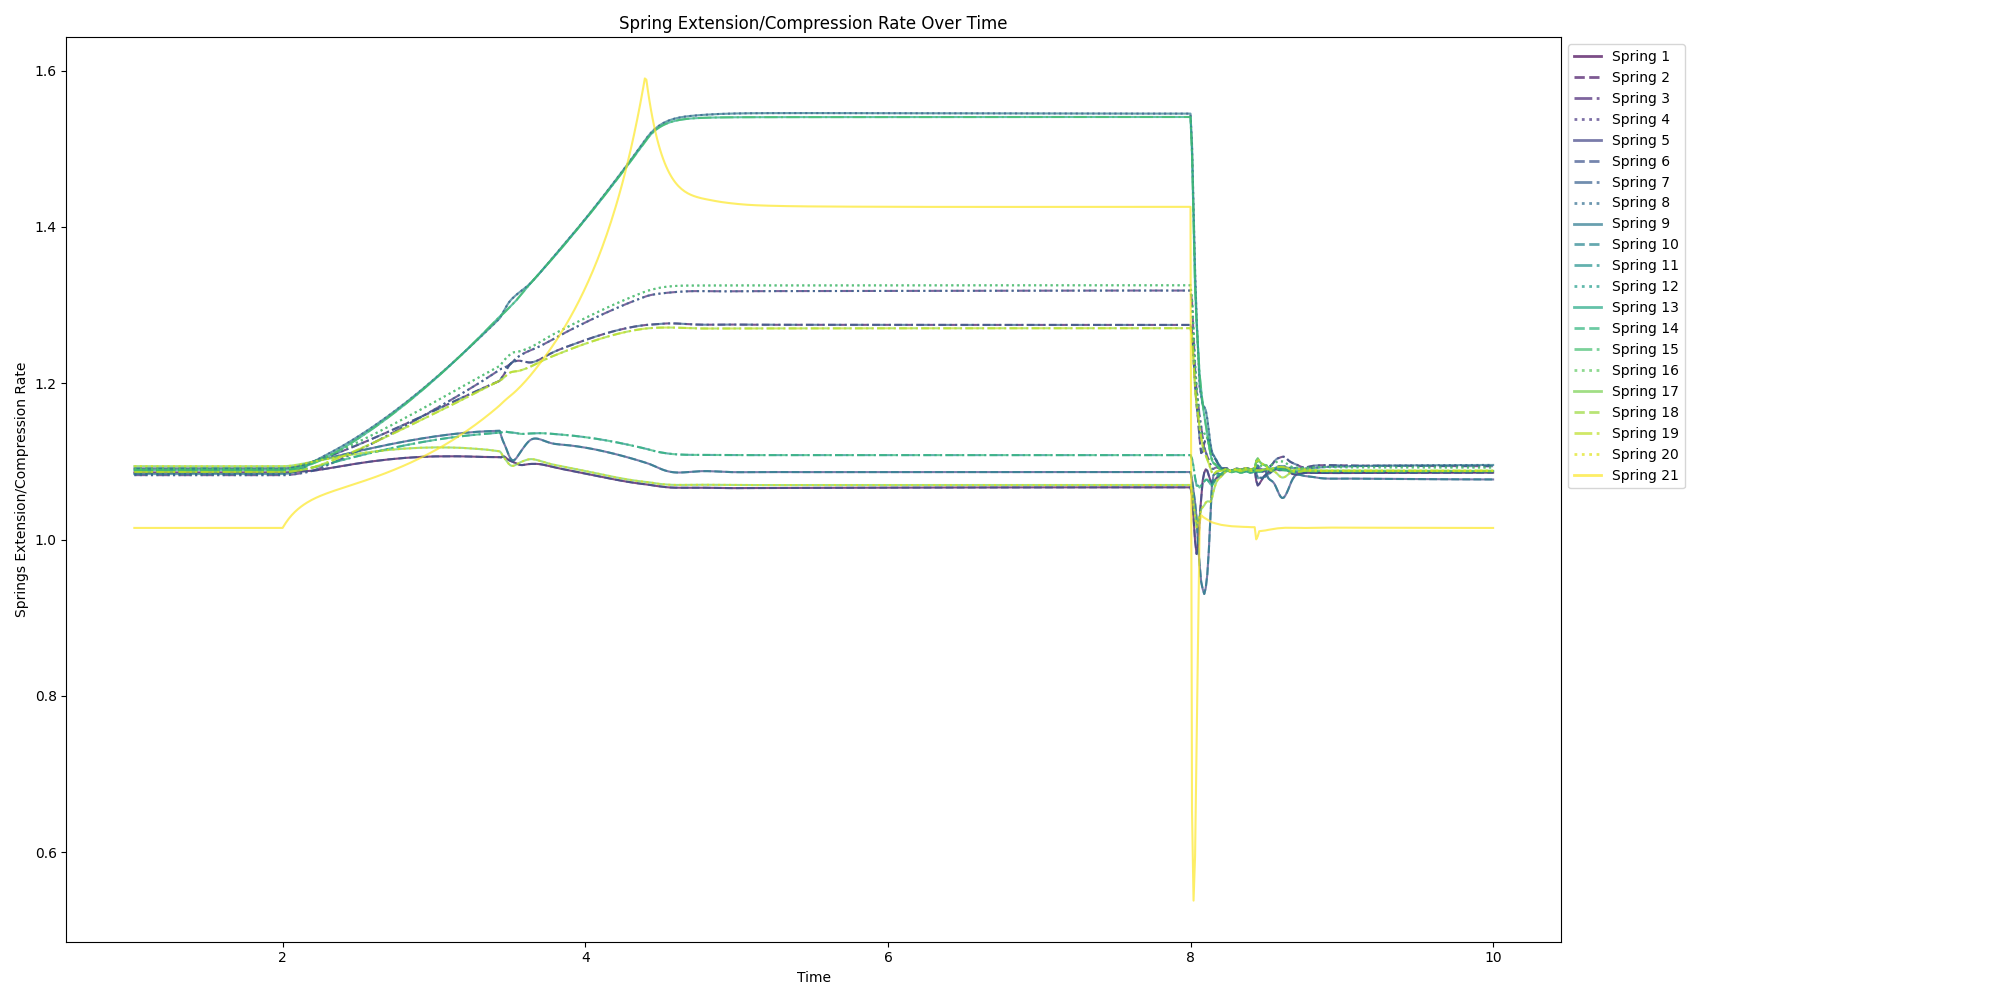 Spring Extension/Compression Rate Over Time
Springs Extension/Compression Rate
1.6
1.4
1.2
1.0
0.8
0.6
2
4
6
8
10
Time
Spring 1
Spring 2
Spring 3
Spring 4
Spring 5
Spring 6
Spring 7
Spring 8
Spring 9
Spring 10
Spring 11
Spring 12
Spring 13
Spring 14
Spring 15
Spring 16
Spring 17
Spring 18
Spring 19
Spring 20
Spring 21